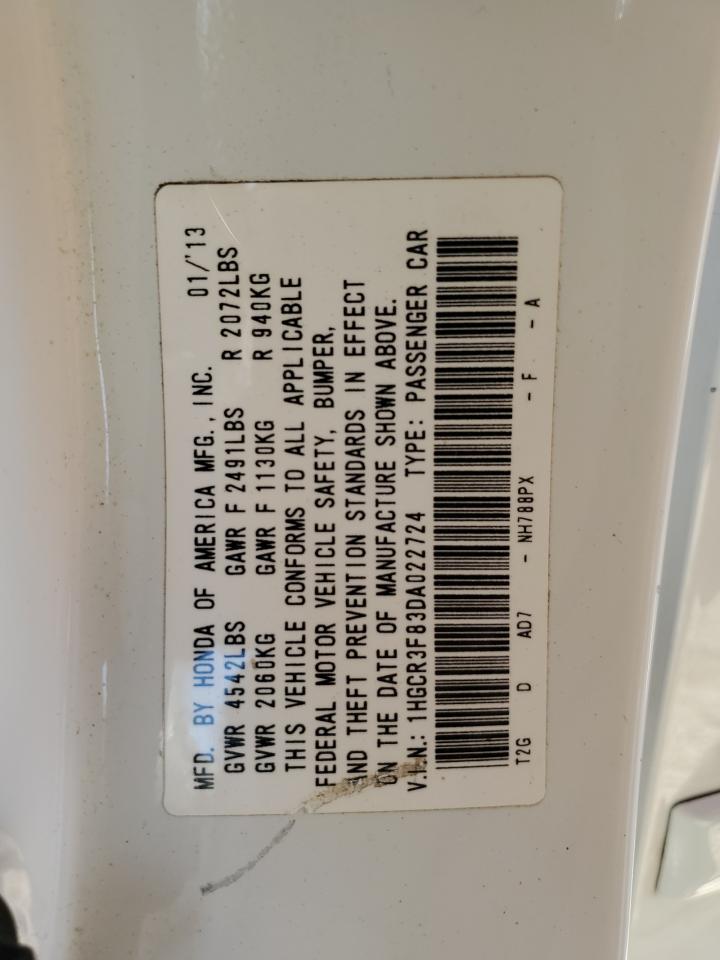 MFD. BY HONDA OF AMERICA MFG., INC. 01/'13
GVWR 4542LBS GAWR F 2491LBS R 2072LBS
GVWR 2060KG GAWR F 1130KG R 940KG
THIS VEHICLE CONFORMS TO ALL APPLICABLE
FEDERAL MOTOR VEHICLE SAFETY, BUMPER,
AND THEFT PREVENTION STANDARDS IN EFFECT
ON THE DATE OF MANUFACTURE SHOWN ABOVE.
V.I.N.: 1HGCR3F83DA022724 TYPE: PASSENGER CAR
T2G D AD7 - NH788PX - F - A